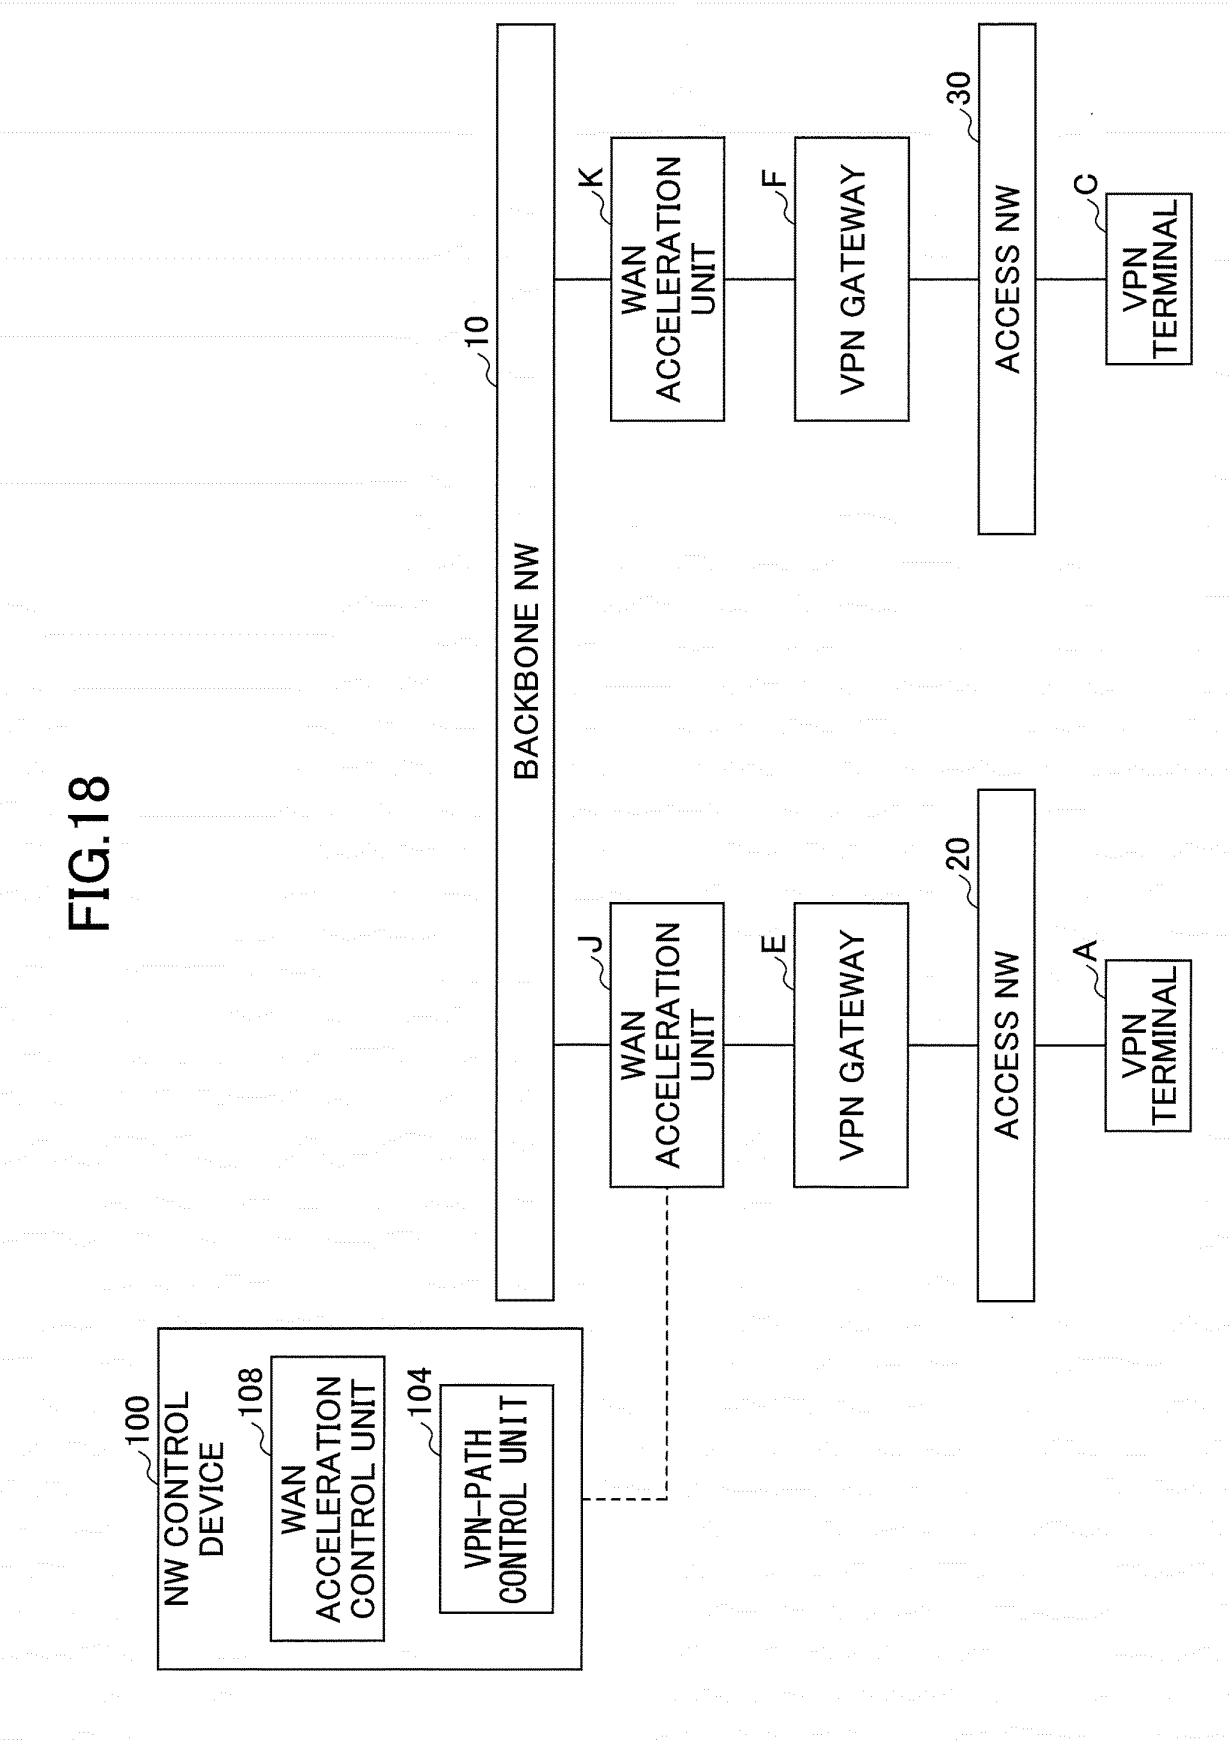 FIG.18
100
NW CONTROL
DEVICE
108
WAN
ACCELERATION
CONTROL UNIT
104
VPN-PATH
CONTROL UNIT
10
BACKBONE NW
J
WAN
ACCELERATION
UNIT
E
VPN GATEWAY
20
ACCESS NW
A
VPN
TERMINAL
K
WAN
ACCELERATION
UNIT
F
VPN GATEWAY
30
ACCESS NW
C
VPN
TERMINAL